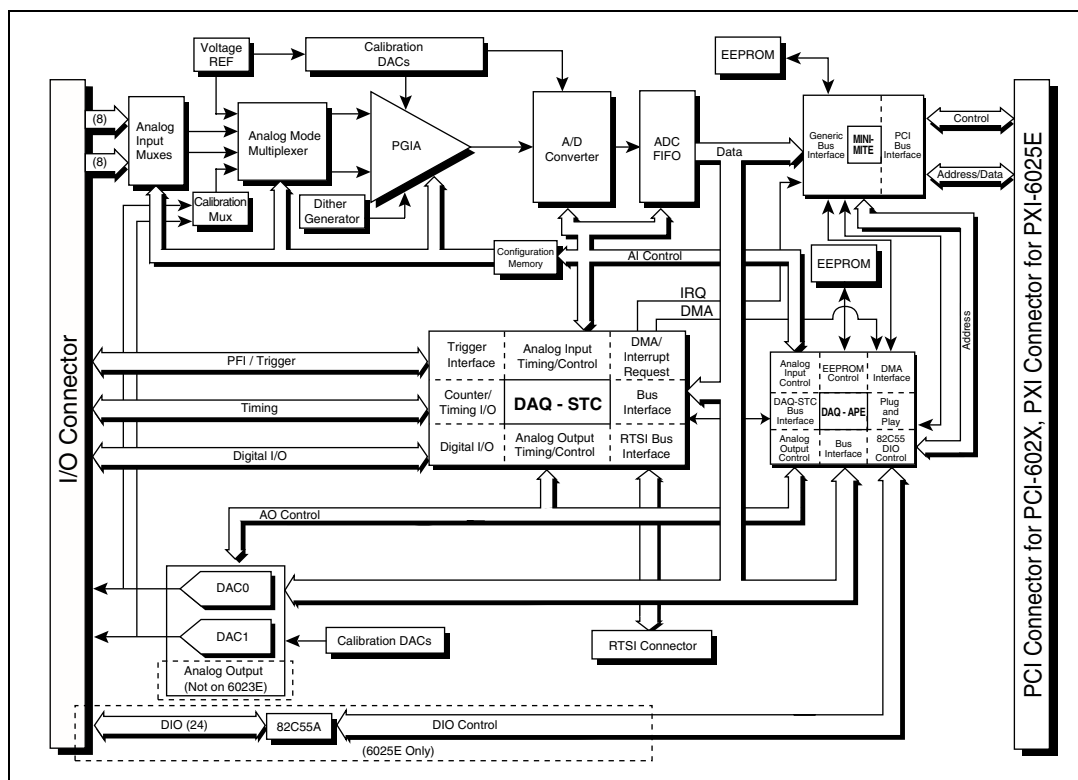 I/O Connector
Voltage
REF
Calibration
DACs
EEPROM
(8)
(8)
Analog
Input
Muxes
Analog Mode
Multiplexer
PGIA
A/D
Converter
ADC
FIFO
Data
Generic
Bus
Interface
MINI-
MITE
PCI
Bus
Interface
Control
Address/Data
Calibration
Mux
Dither
Generator
Configuration
Memory
AI Control
EEPROM
IRQ
DMA
Address
PFI / Trigger
Timing
Digital I/O
Trigger
Interface
Analog Input
Timing/Control
DMA/
Interrupt
Request
Counter/
Timing I/O
DAQ - STC
Bus
Interface
Digital I/O
Analog Output
Timing/Control
RTSI Bus
Interface
Analog
Input
Control
EEPROM
Control
DMA
Interface
DAQ-STC
Bus
Interface
DAQ - APE
Plug
and
Play
Analog
Output
Control
Bus
Interface
82C55
DIO
Control
AO Control
DAC0
DAC1
Calibration DACs
RTSI Connector
Analog Output
(Not on 6023E)
DIO (24)
82C55A
DIO Control
(6025E Only)
PCI Connector for PCI-602X, PXI Connector for PXI-6025E